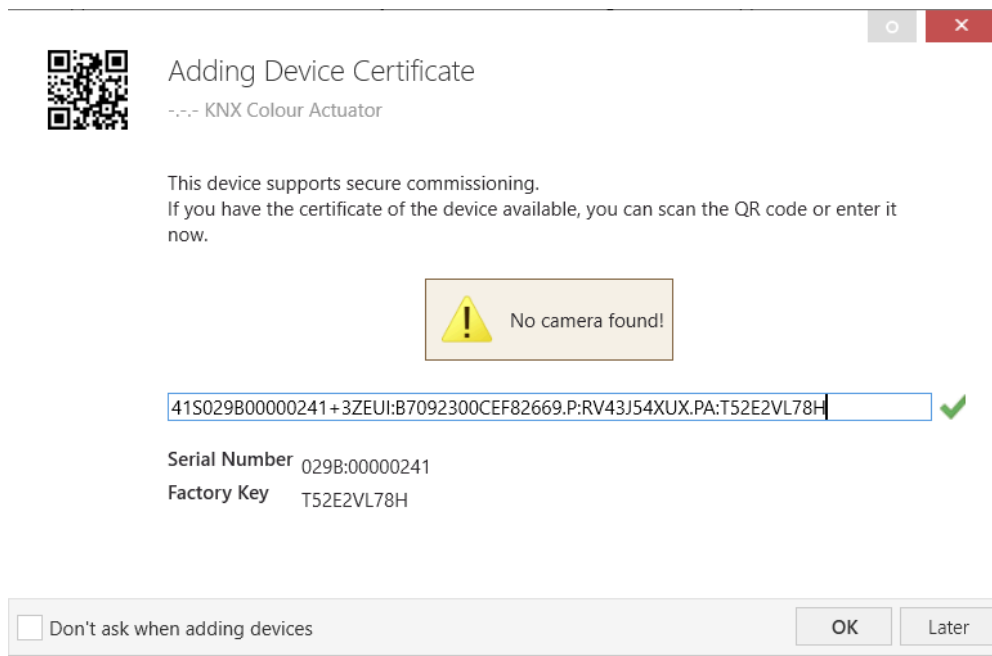 Adding Device Certificate
-.-.- KNX Colour Actuator
This device supports secure commissioning.
If you have the certificate of the device available, you can scan the QR code or enter it
now.
No camera found!
41S029B00000241+3ZEUI:B7092300CEF82669.P:RV43J54XUX.PA:T52E2VL78H
Serial Number 029B:00000241
Factory Key T52E2VL78H
Don't ask when adding devices OK Later